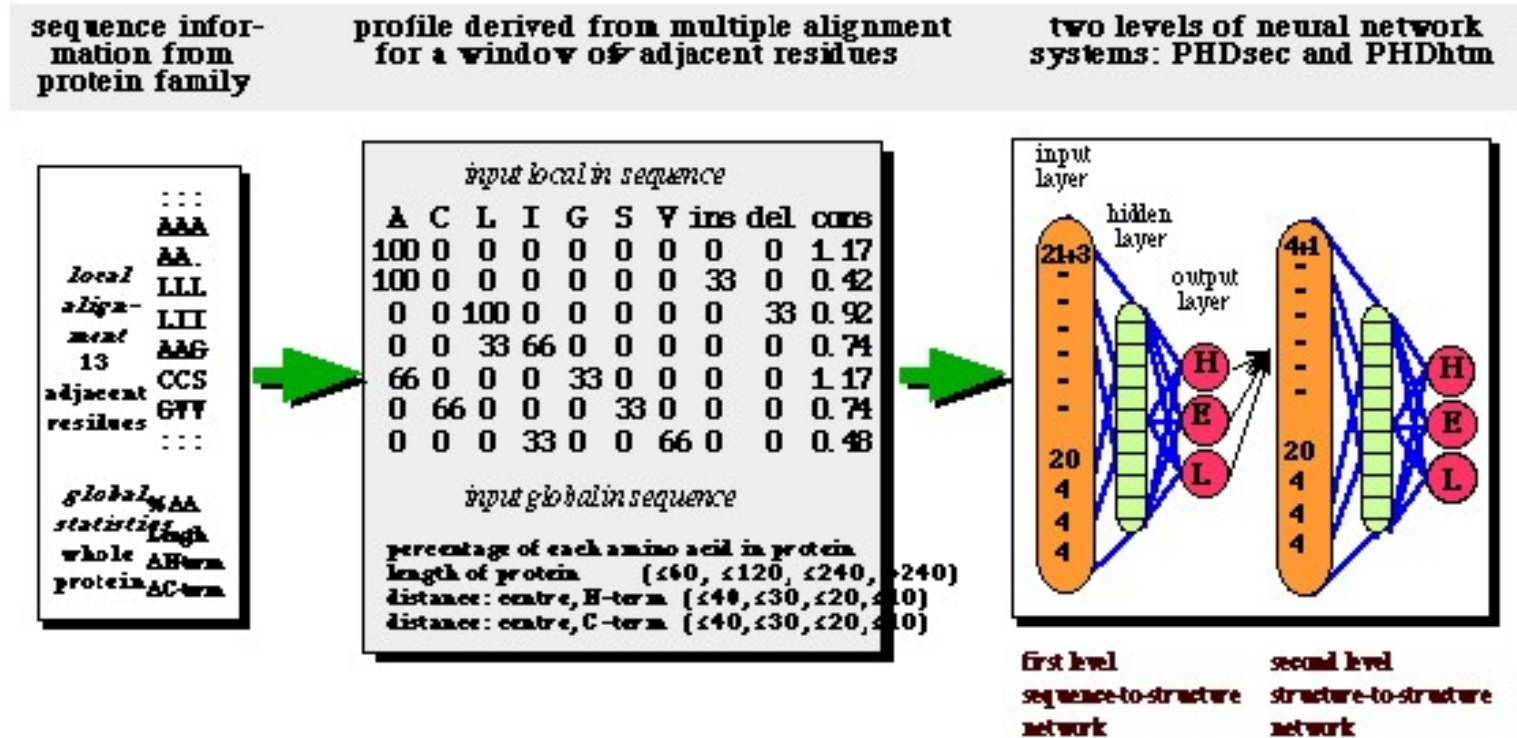 sequence infor-
mation from
protein family
profile derived from multiple alignment
for a window of adjacent residues
two levels of neural network
systems: PHDsec and PHDhtm
: : :
AAA
AA.
LLL
LII
AAG
CCS
GVV
: : :
local
align-
ment
13
adjacent
residues
global
statistics
whole
protein
%AA
Length
ΔN-term
ΔC-term
input local in sequence
A C L I G S V ins del cons
100 0 0 0 0 0 0 0 0 1.17
100 0 0 0 0 0 0 33 0 0.42
0 0 100 0 0 0 0 0 33 0.92
0 0 33 66 0 0 0 0 0 0.74
66 0 0 0 33 0 0 0 0 1.17
0 66 0 0 0 33 0 0 0 0.74
0 0 0 33 0 0 66 0 0 0.48
input global in sequence
percentage of each amino acid in protein
length of protein (≤60, ≤120, ≤240, >240)
distance: centre, N-term (≤40,≤30,≤20,≤10)
distance: centre, C-term (≤40,≤30,≤20,≤10)
input
layer
hidden
layer
output
layer
21+3
20
4
4
4
H
E
L
4+1
20
4
4
4
H
E
L
first level
sequence-to-structure
network
second level
structure-to-structure
network